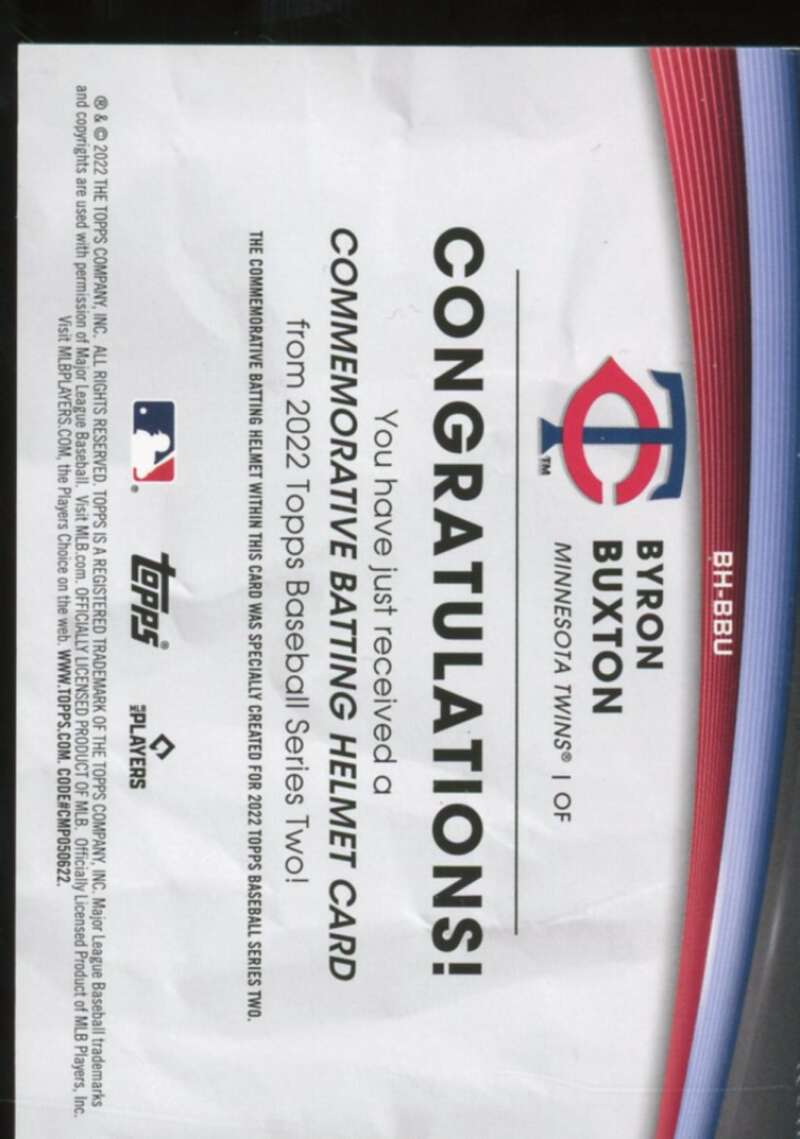 BH-BBU
BYRON
BUXTON
MINNESOTA TWINS® | OF
TC
™
CONGRATULATIONS!
You have just received a
COMMEMORATIVE BATTING HELMET CARD
from 2022 Topps Baseball Series Two!
THE COMMEMORATIVE BATTING HELMET WITHIN THIS CARD WAS SPECIALLY CREATED FOR 2022 TOPPS BASEBALL SERIES TWO.
® topps® MLB PLAYERS
® & © 2022 THE TOPPS COMPANY, INC. ALL RIGHTS RESERVED. TOPPS IS A REGISTERED TRADEMARK OF THE TOPPS COMPANY, INC. Major League Baseball trademarks
and copyrights are used with permission of Major League Baseball. Visit MLB.com. OFFICIALLY LICENSED PRODUCT OF MLB. Officially Licensed Product of MLB Players, Inc.
Visit MLBPLAYERS.COM, the Players Choice on the web. WWW.TOPPS.COM. CODE#CMP050622.